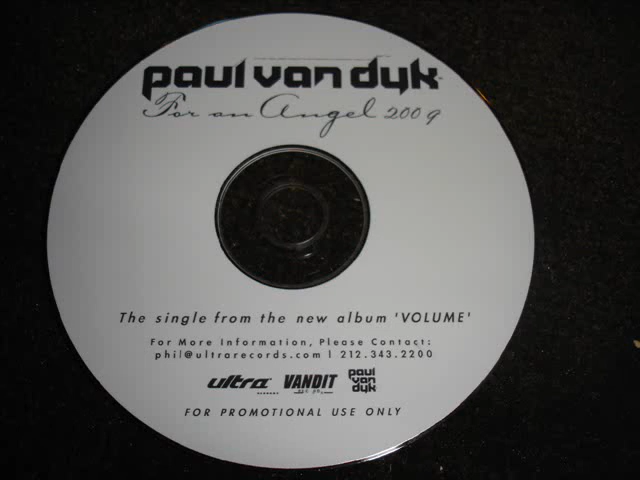 paul van dyk
For an Angel 2009
The single from the new album 'VOLUME'
For More Information, Please Contact:
phil@ultrarecords.com | 212.343.2200
ultra VANDIT paul van dyk
FOR PROMOTIONAL USE ONLY